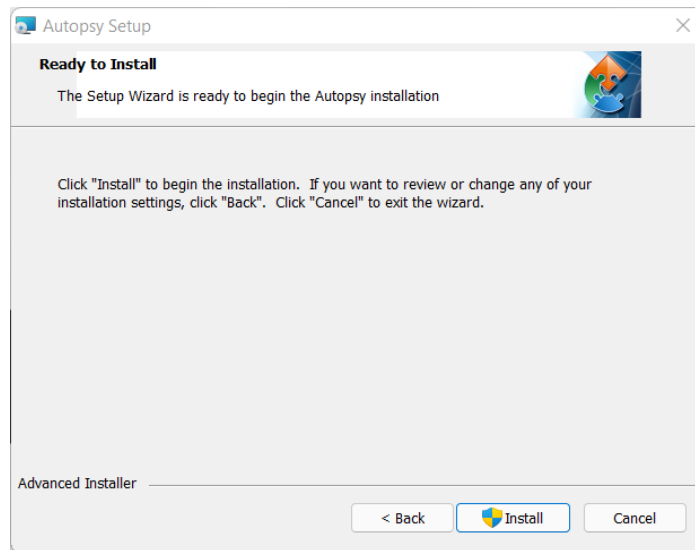 Autopsy Setup
Ready to Install
The Setup Wizard is ready to begin the Autopsy installation
Click "Install" to begin the installation.  If you want to review or change any of your
installation settings, click "Back".  Click "Cancel" to exit the wizard.
Advanced Installer
< Back
Install
Cancel